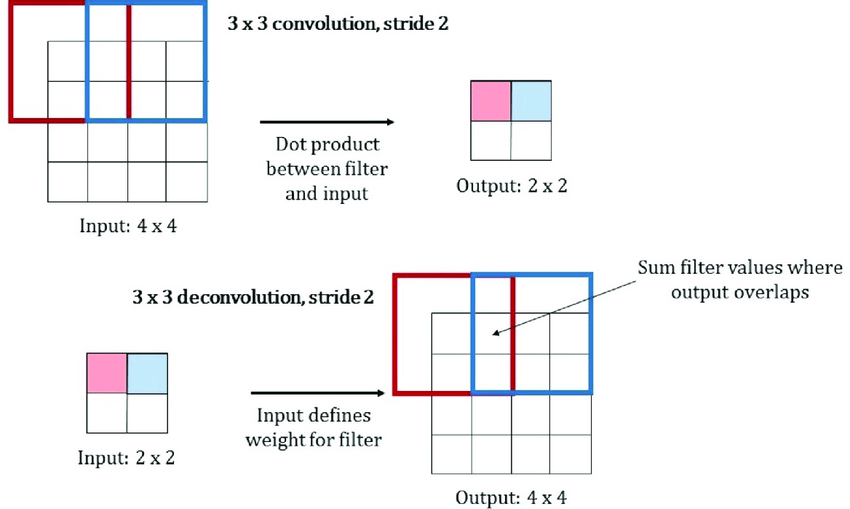 3 x 3 convolution, stride 2
Dot product
between filter
and input
Input: 4 x 4
Output: 2 x 2
3 x 3 deconvolution, stride 2
Sum filter values where
output overlaps
Input defines
weight for filter
Input: 2 x 2
Output: 4 x 4